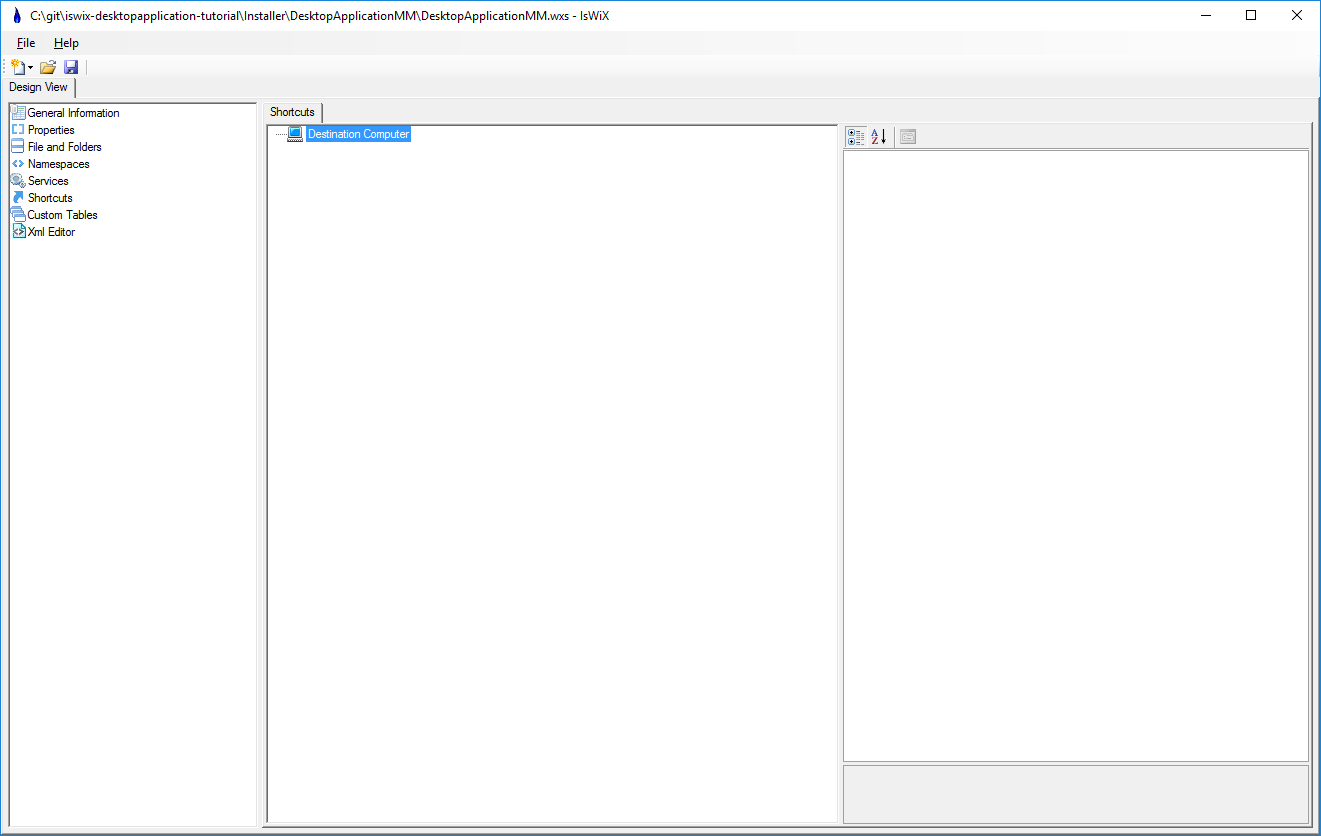 C:\git\iswix-desktopapplication-tutorial\Installer\DesktopApplicationMM\DesktopApplicationMM.wxs - IsWiX
File Help
Design View
General Information
Properties
File and Folders
Namespaces
Services
Shortcuts
Custom Tables
Xml Editor
Shortcuts
Destination Computer